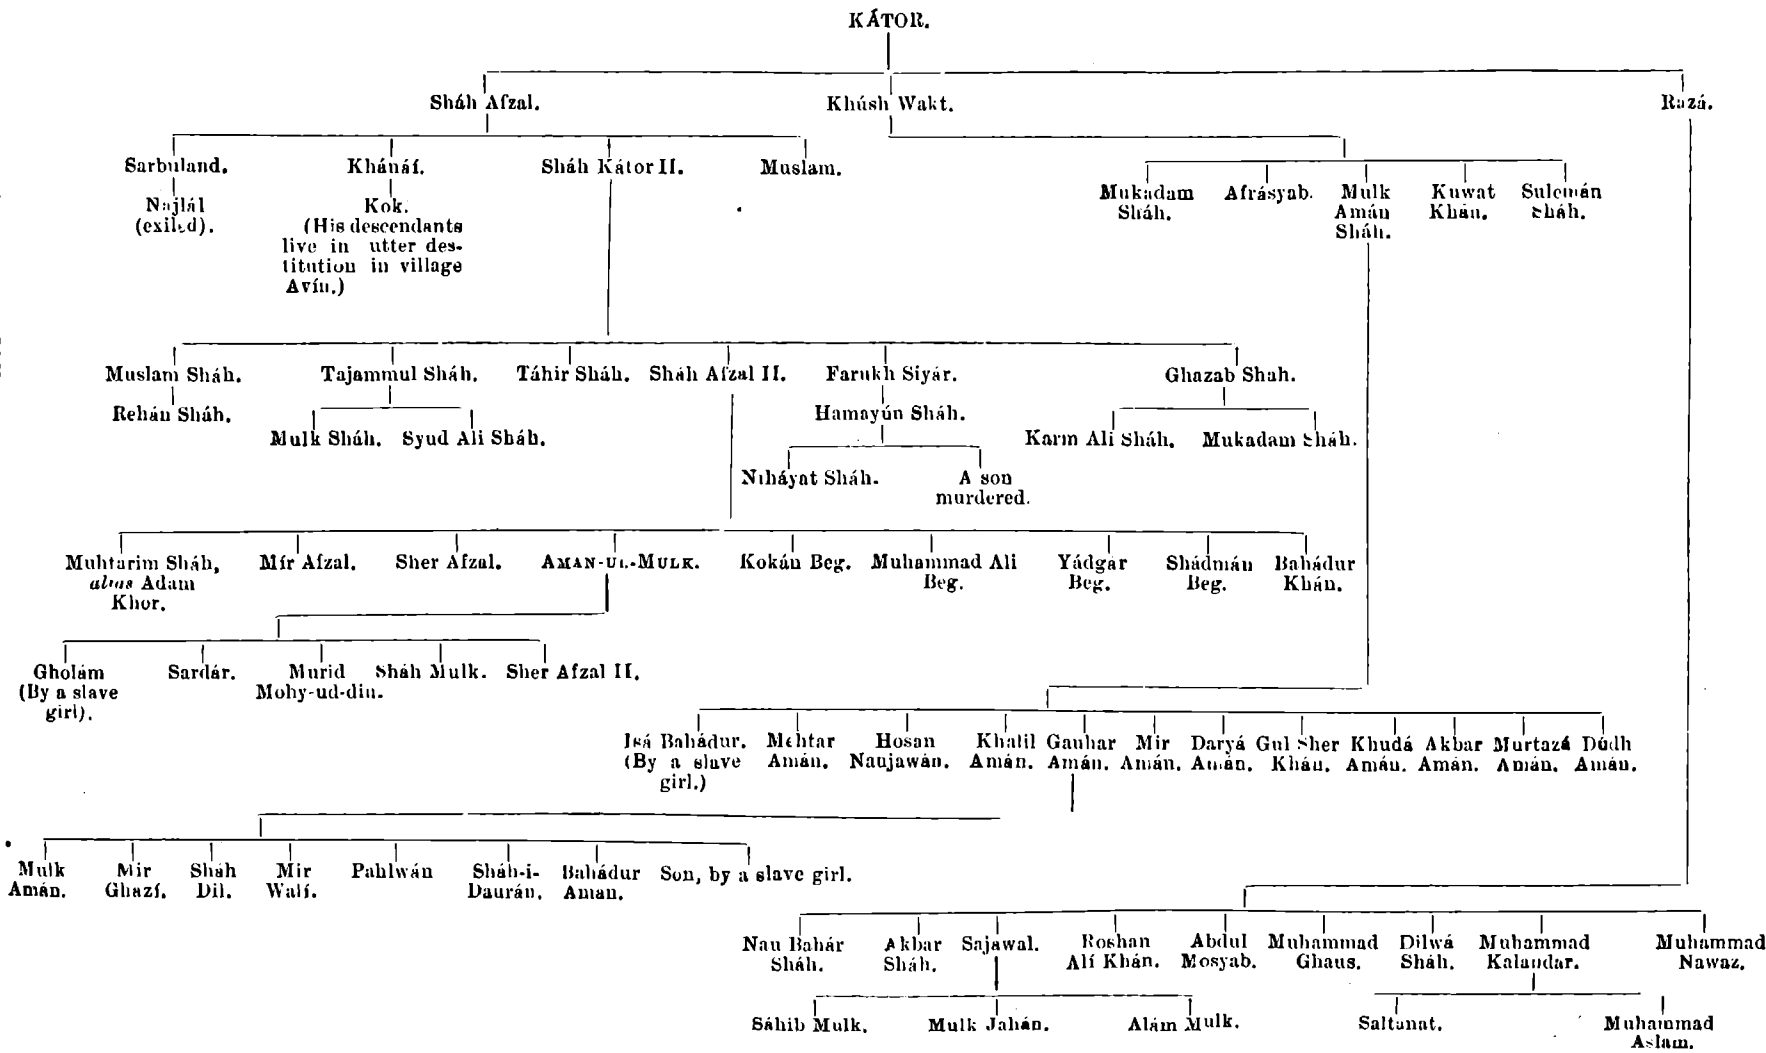 KÁTOR.
Sháh Afzal. Khúsh Wakt. Razá.
Sarbuland. Khánáí. Sháh Kátor II. Muslam.
Mukadam Afrásyab. Mulk Kuwat Sulemán
Sháh. Amán Khán. Sháh.
Sháh.
Najlál Kok.
(exiled). (His descendants
live in utter des-
titution in village
Avín.)
Muslam Sháh. Tajammul Sháh. Táhir Sháh. Sháh Afzal II. Farukh Siyár. Ghazab Shah.
Rehán Sháh. Hamayún Sháh.
Mulk Sháh. Syud Ali Sháh. Karm Ali Sháh. Mukadam Sháh.
Niháyat Sháh. A son
murdered.
Muhtarim Sháh, Mír Afzal. Sher Afzal. AMAN-UL-MULK. Kokán Beg. Muhammad Ali Yádgár Shádmán Bahádur
alias Adam Beg. Beg. Beg. Khán.
Khor.
Gholám Sardár. Murid Sháh Mulk. Sher Afzal II.
(By a slave Mohy-ud-din.
girl).
Isá Bahádur. Mehtar Hosan Khalil Gauhar Mir Daryá Gul Sher Khudá Akbar Murtazá Dúdh
(By a slave Amán. Naujawán. Amán. Amán. Amán. Amán. Khán. Amán. Amán. Amán. Amán.
girl.)
Mulk Mir Sháh Mir Pahlwán Sháh-i- Bahádur Son, by a slave girl.
Amán. Ghazí. Dil. Walí. Daurán. Aman.
Nau Bahár Akbar Sajawal. Roshan Abdul Muhammad Dilwá Muhammad Muhammad
Sháh. Sháh. Alí Khán. Mosyab. Ghaus. Sháh. Kalandar. Nawaz.
Sáhib Mulk. Mulk Jahán. Alám Mulk. Saltanat. Muhammad
Aslam.